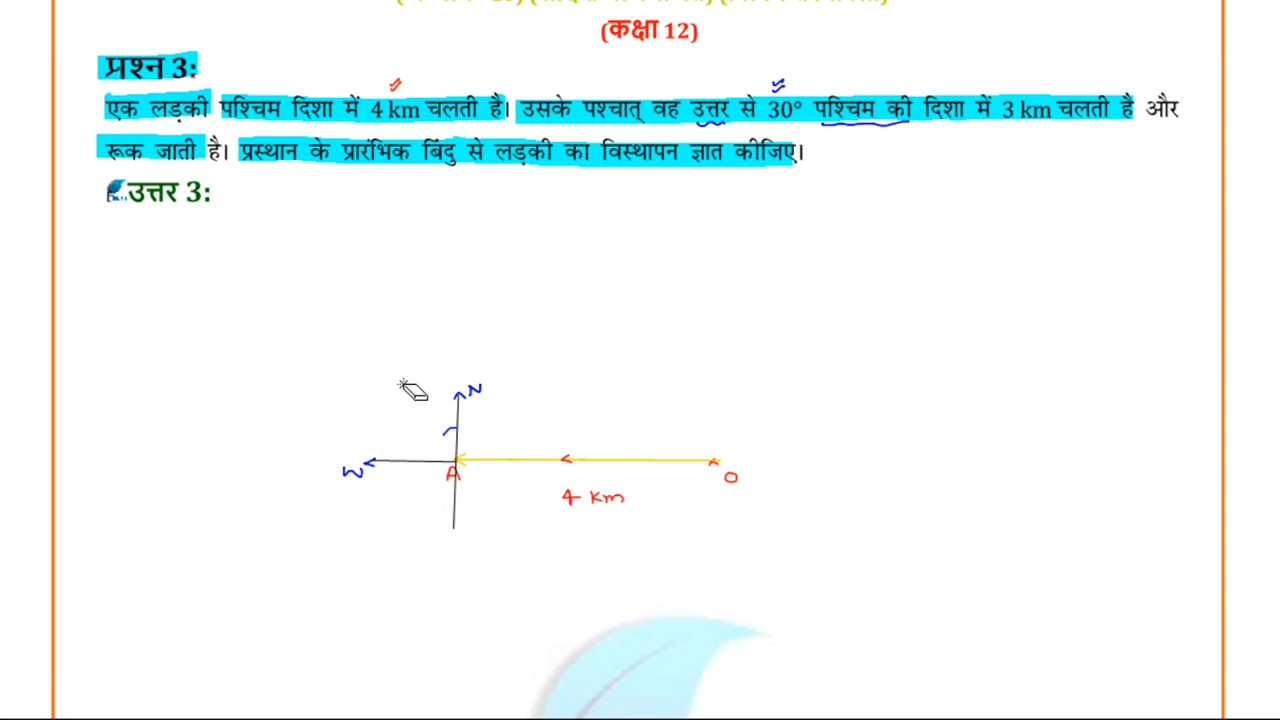 (कक्षा 12)
प्रश्न 3:
एक लड़की पश्चिम दिशा में 4 km चलती है। उसके पश्चात् वह उत्तर से 30° पश्चिम की दिशा में 3 km चलती है और
रूक जाती है। प्रस्थान के प्रारंभिक बिंदु से लड़की का विस्थापन ज्ञात कीजिए।
उत्तर 3:
N
W
A
O
4 km